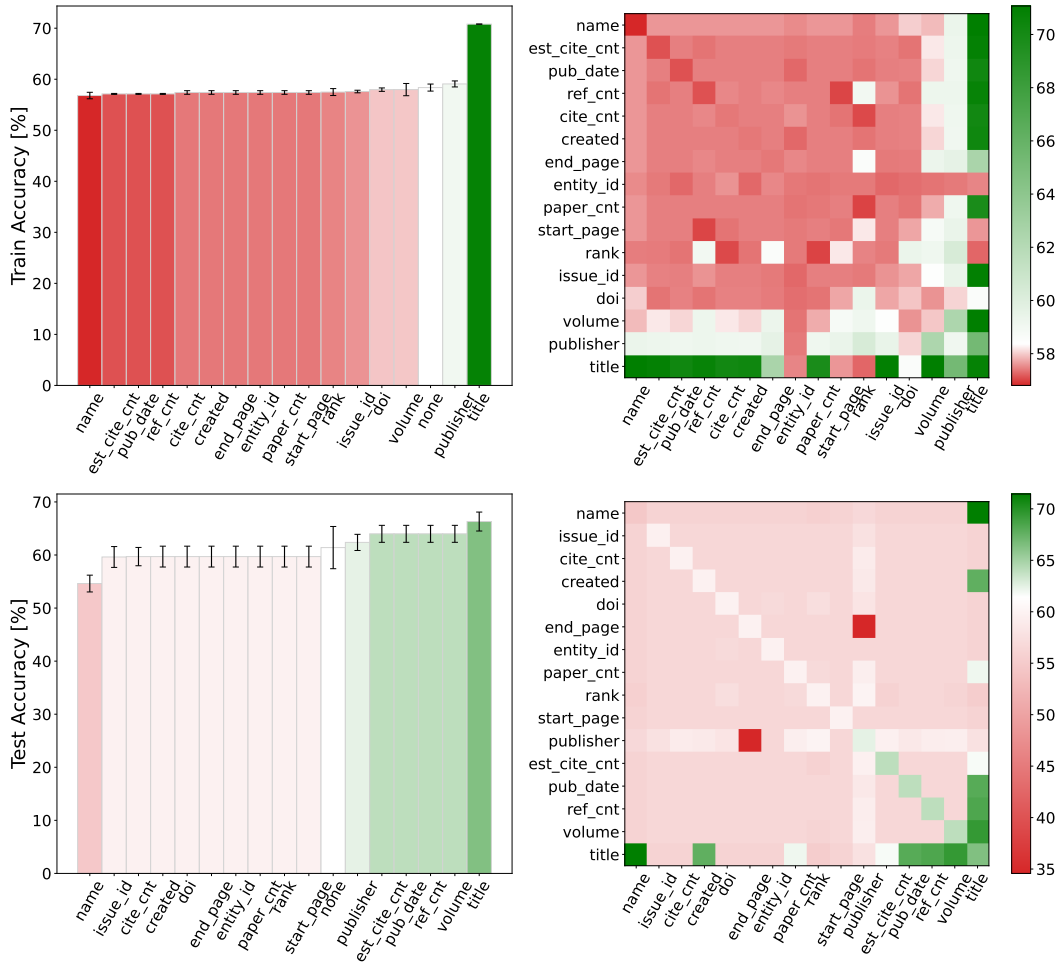 Train Accuracy [%]
70
60
50
40
30
20
10
0
name
est_cite_cnt
pub_date
ref_cnt
cite_cnt
created
end_page
entity_id
paper_cnt
start_page
rank
issue_id
doi
volume
none
publisher
title
name
est_cite_cnt
pub_date
ref_cnt
cite_cnt
created
end_page
entity_id
paper_cnt
start_page
rank
issue_id
doi
volume
publisher
title
name
est_cite_cnt
pub_date
ref_cnt
cite_cnt
created
end_page
entity_id
paper_cnt
start_page
rank
issue_id
doi
volume
publisher
title
70
68
66
64
62
60
58
Test Accuracy [%]
70
60
50
40
30
20
10
0
name
issue_id
cite_cnt
created
doi
end_page
entity_id
paper_cnt
rank
start_page
none
publisher
est_cite_cnt
pub_date
ref_cnt
volume
title
name
issue_id
cite_cnt
created
doi
end_page
entity_id
paper_cnt
rank
start_page
publisher
est_cite_cnt
pub_date
ref_cnt
volume
title
name
issue_id
cite_cnt
created
doi
end_page
entity_id
paper_cnt
rank
start_page
publisher
est_cite_cnt
pub_date
ref_cnt
volume
title
70
65
60
55
50
45
40
35